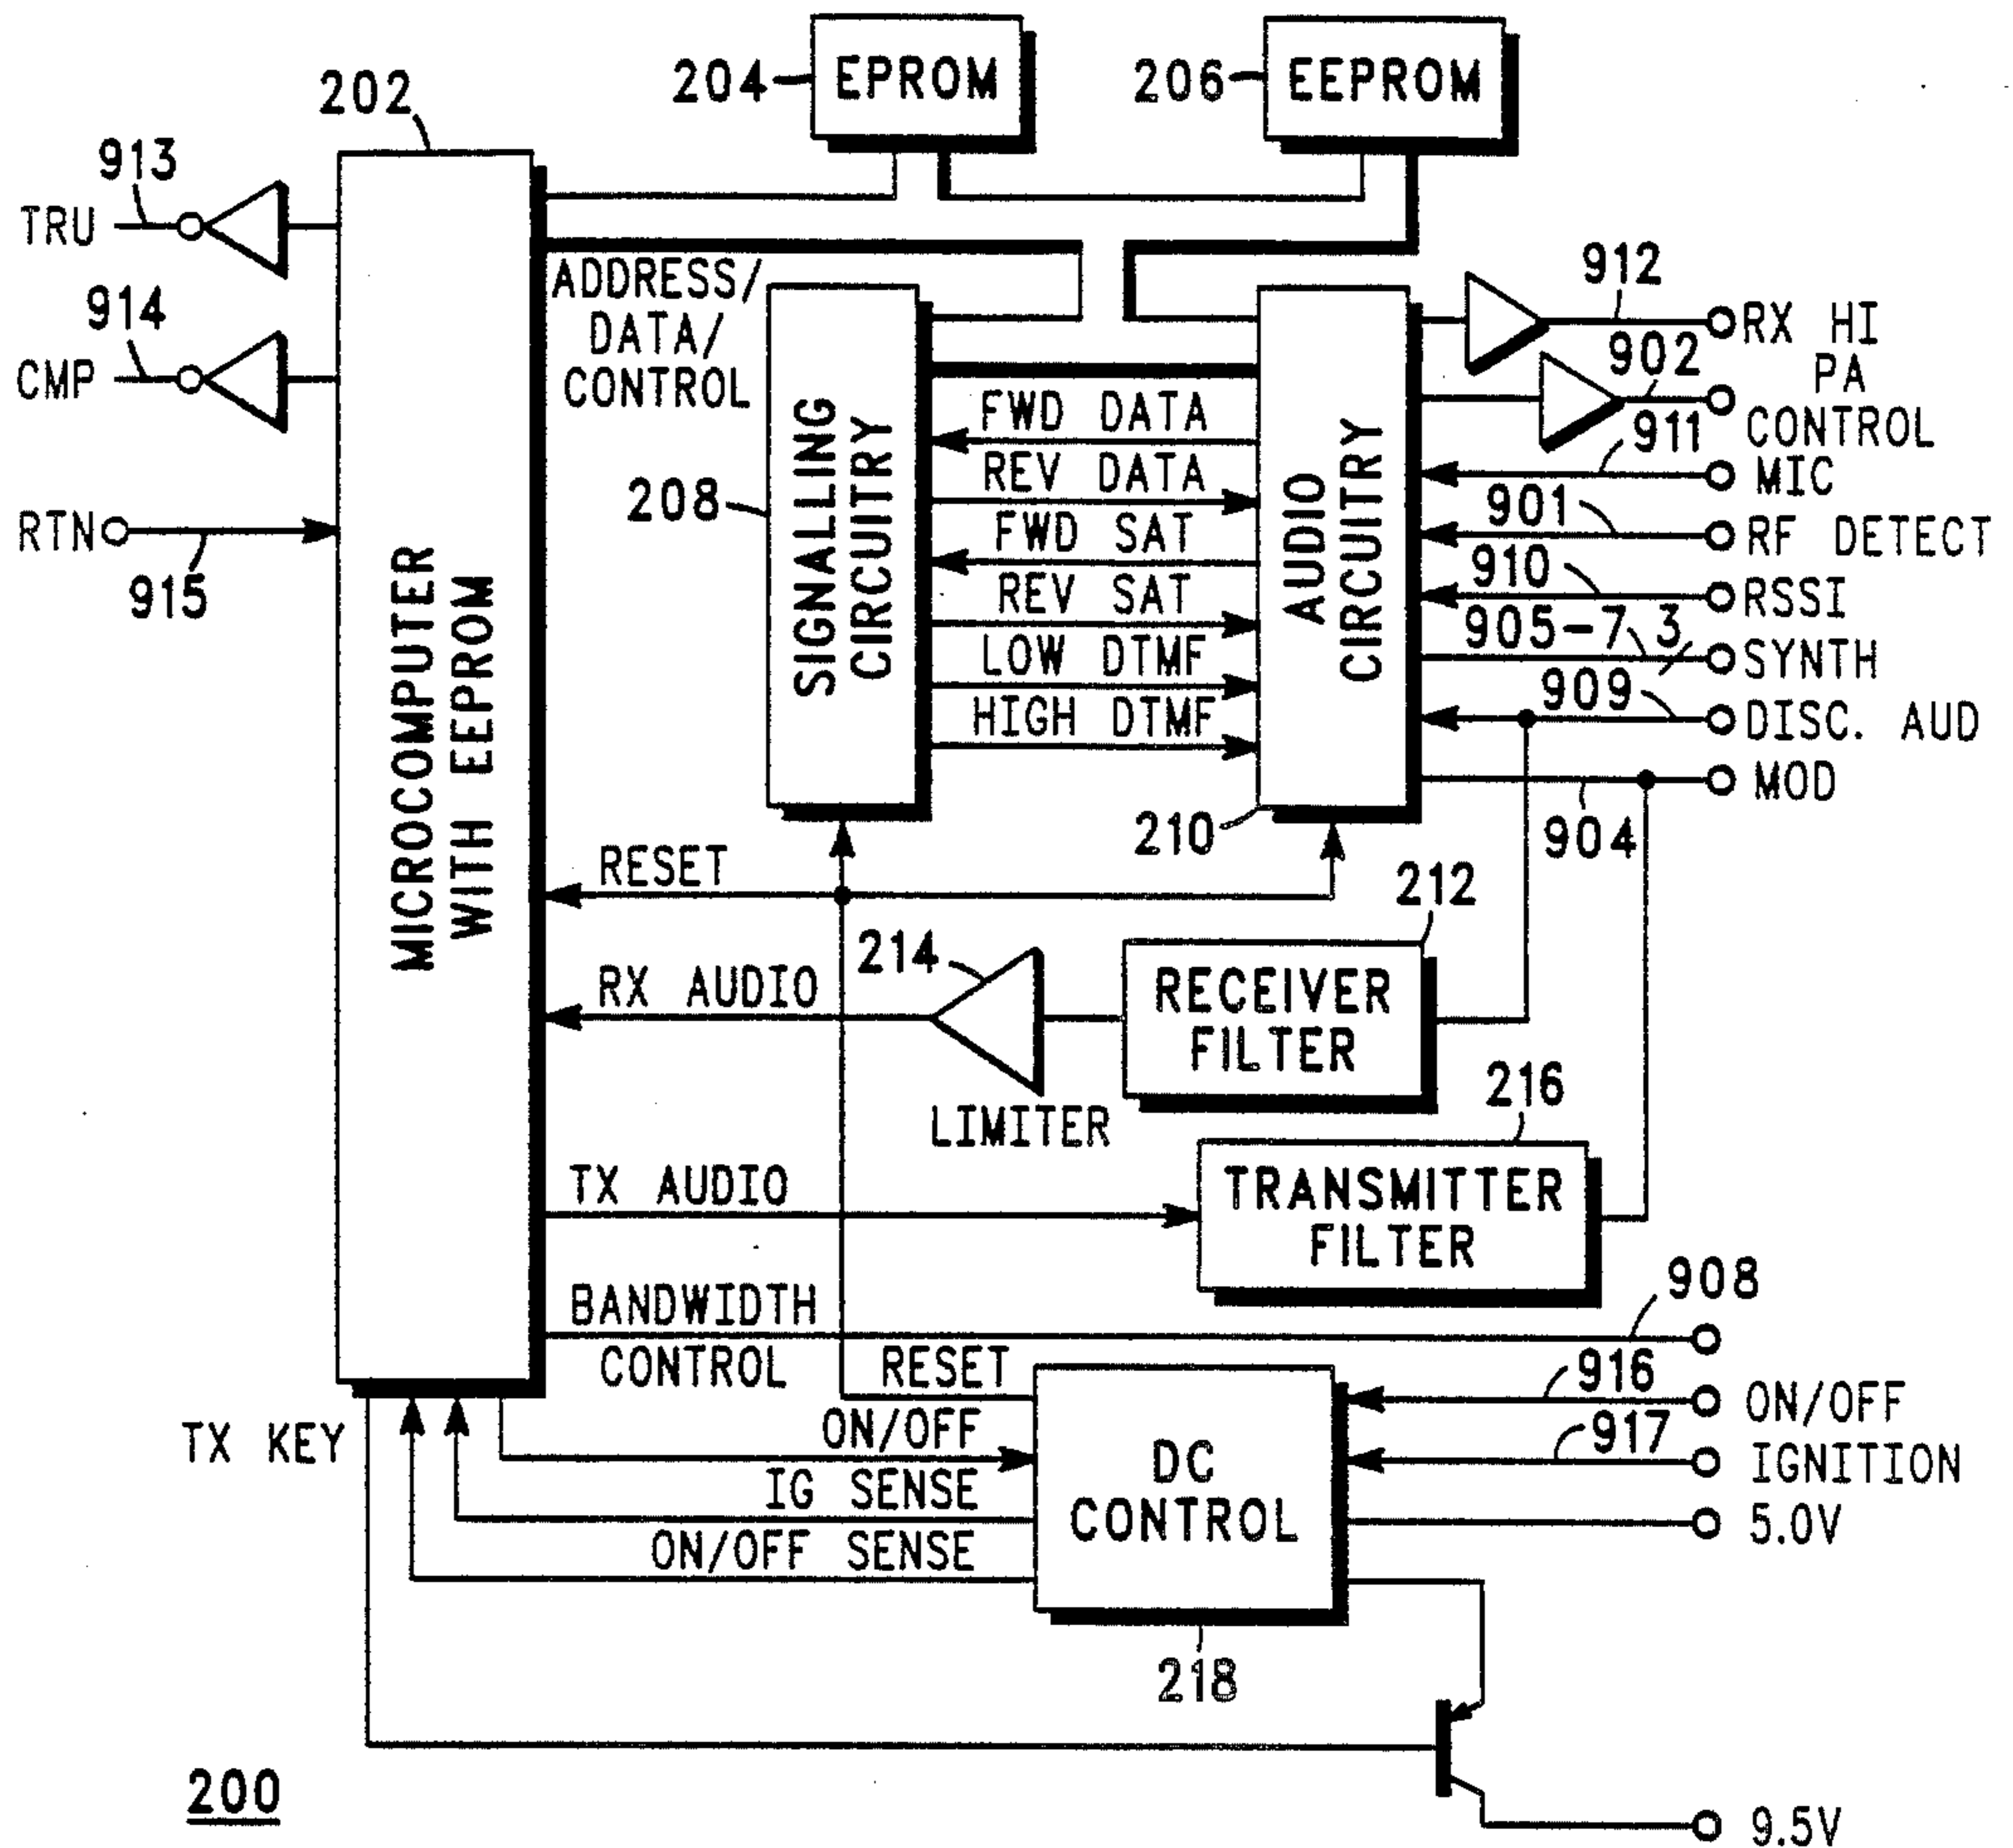 204
EPROM
206
EEPROM
202
913
TRU
914
CMP
RTN
915
MICROCOMPUTER
WITH EEPROM
ADDRESS/
DATA/
CONTROL
208
SIGNALLING
CIRCUITRY
FWD DATA
REV DATA
FWD SAT
REV SAT
LOW DTMF
HIGH DTMF
AUDIO
CIRCUITRY
210
912
RX HI
902
PA
CONTROL
911
MIC
901
RF DETECT
910
RSSI
905-7
3
SYNTH
909
DISC. AUD
MOD
904
RESET
212
214
RX AUDIO
RECEIVER
FILTER
LIMITER
216
TX AUDIO
TRANSMITTER
FILTER
908
BANDWIDTH
CONTROL
RESET
916
ON/OFF
TX KEY
ON/OFF
917
IGNITION
DC
CONTROL
IG SENSE
5.0V
ON/OFF SENSE
218
200
9.5V